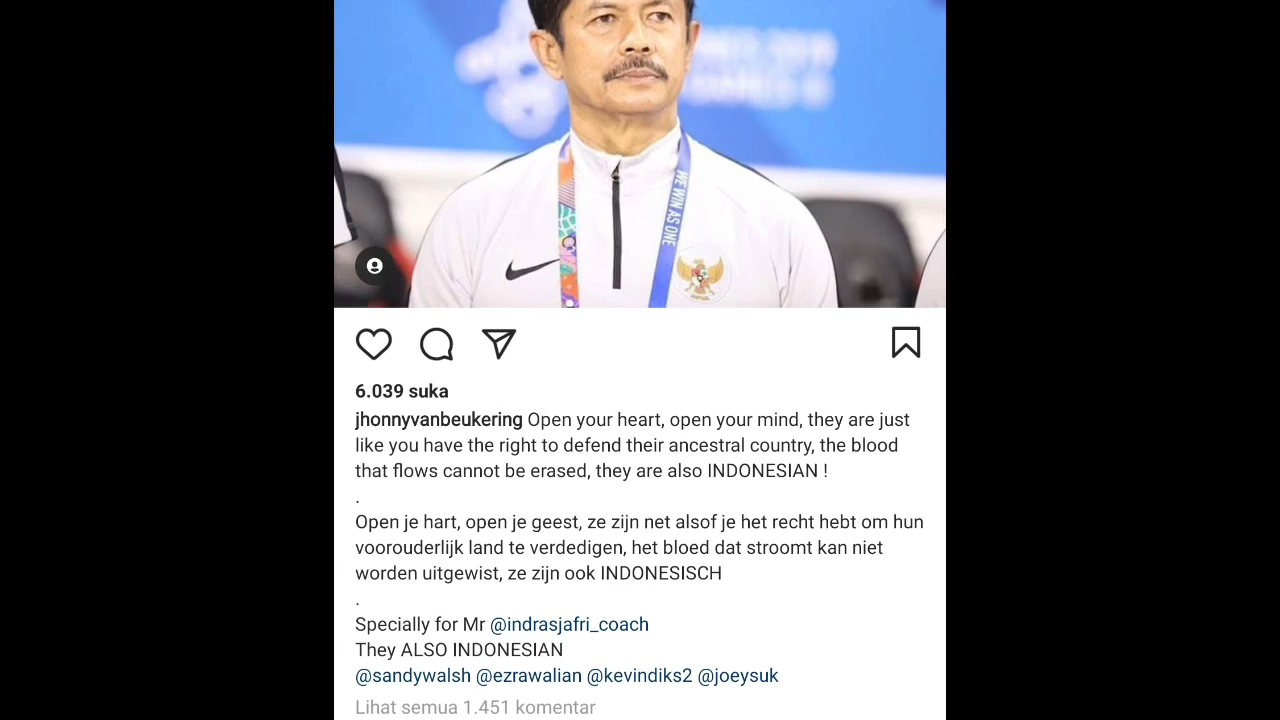 WE WIN AS ONE
6.039 suka
jhonnyvanbeukering Open your heart, open your mind, they are just
like you have the right to defend their ancestral country, the blood
that flows cannot be erased, they are also INDONESIAN !
.
Open je hart, open je geest, ze zijn net alsof je het recht hebt om hun
voorouderlijk land te verdedigen, het bloed dat stroomt kan niet
worden uitgewist, ze zijn ook INDONESISCH
.
Specially for Mr @indrasjafri_coach
They ALSO INDONESIAN
@sandywalsh @ezrawalian @kevindiks2 @joeysuk
Lihat semua 1.451 komentar